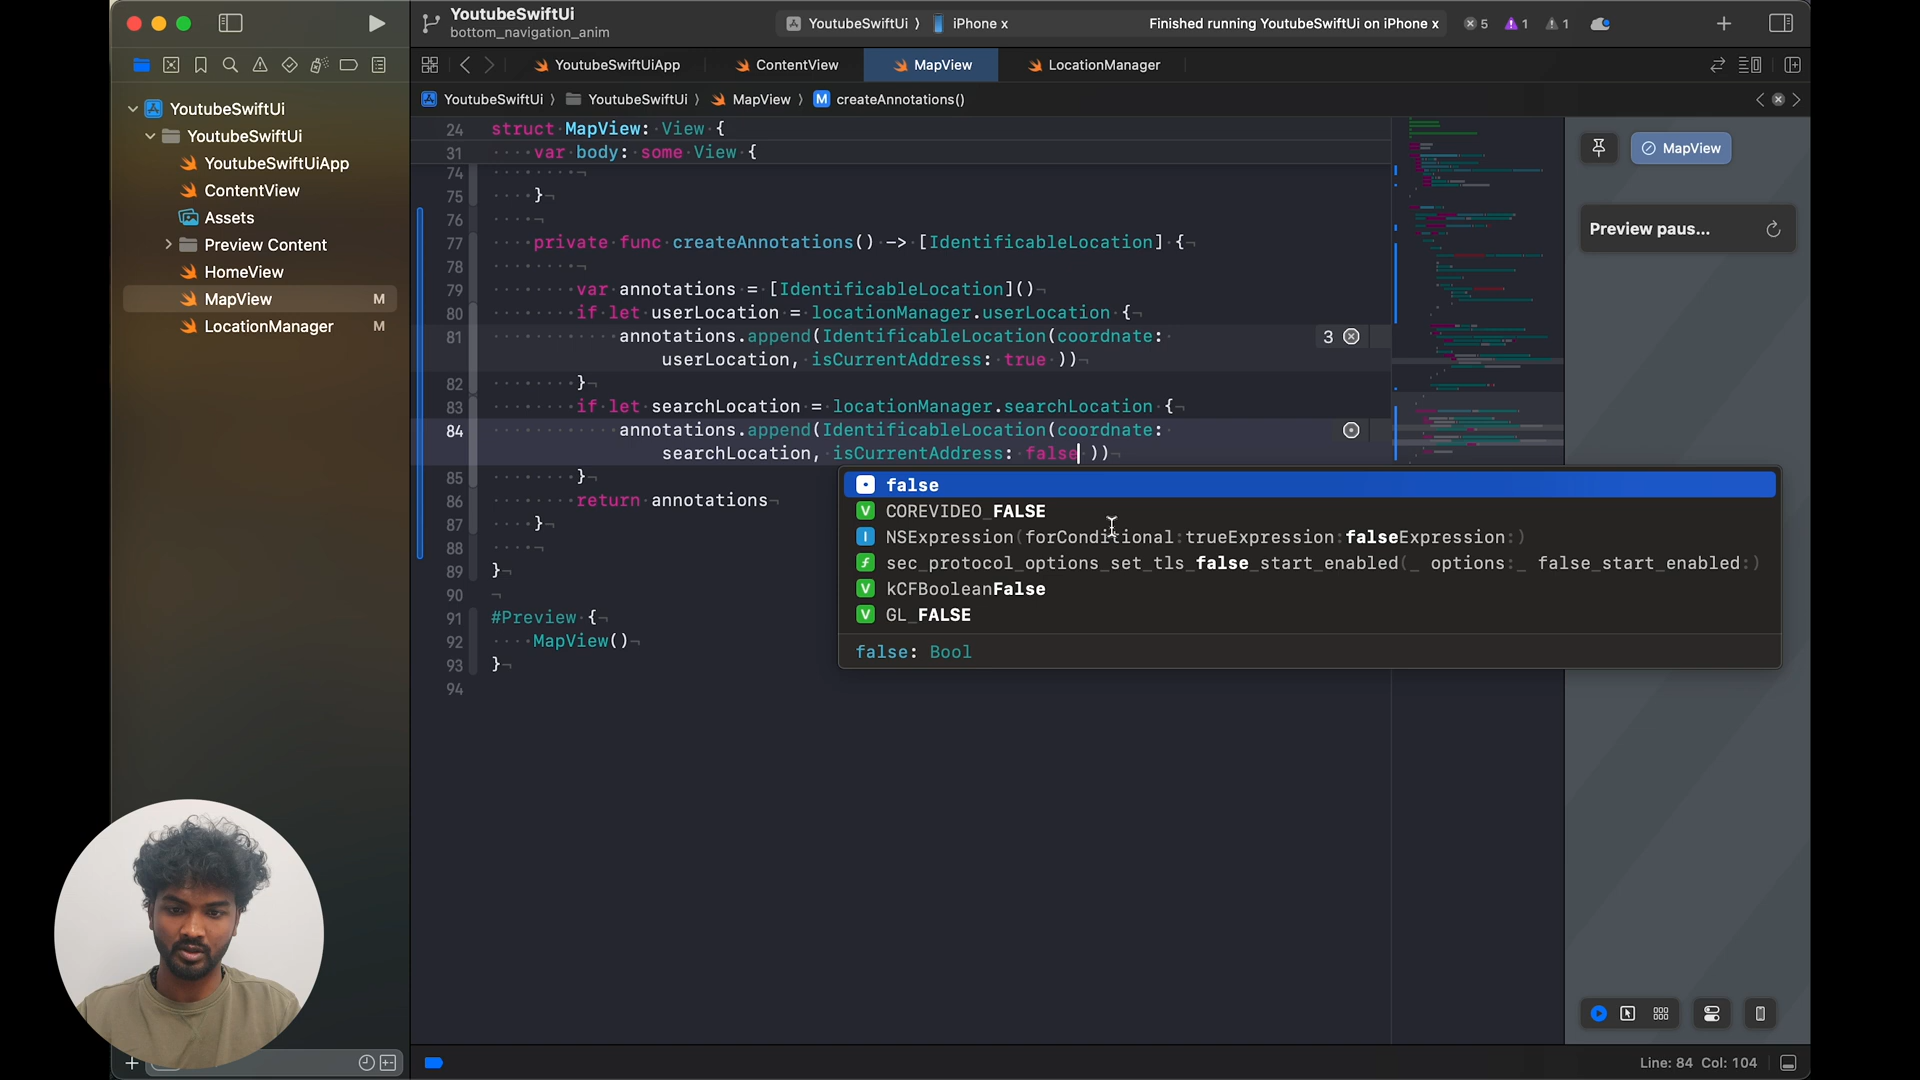 YoutubeSwiftUi
bottom_navigation_anim
YoutubeSwiftUi ⟩ iPhone x
Finished running YoutubeSwiftUi on iPhone x
5 1 1
YoutubeSwiftUiApp ContentView MapView LocationManager
YoutubeSwiftUi ⟩ YoutubeSwiftUi ⟩ MapView ⟩ M createAnnotations()
YoutubeSwiftUi
YoutubeSwiftUi
YoutubeSwiftUiApp
ContentView
Assets
Preview Content
HomeView
MapView M
LocationManager M
24 struct MapView: View {
31 var body: some View {
74
75 }
76
77 private func createAnnotations() -> [IdentificableLocation] {
78
79 var annotations = [IdentificableLocation]()
80 if let userLocation = locationManager.userLocation {
81 annotations.append(IdentificableLocation(coordnate: 3
userLocation, isCurrentAddress: true ))
82 }
83 if let searchLocation = locationManager.searchLocation {
84 annotations.append(IdentificableLocation(coordnate:
searchLocation, isCurrentAddress: false ))
85 }
86 return annotations
87 }
88
89 }
90
91 #Preview {
92 MapView()
93 }
94
false
V COREVIDEO_FALSE
I NSExpression(forConditional:trueExpression:falseExpression:)
f sec_protocol_options_set_tls_false_start_enabled(_ options:_ false_start_enabled:)
V kCFBooleanFalse
V GL_FALSE
false: Bool
MapView
Preview paus...
Line: 84 Col: 104